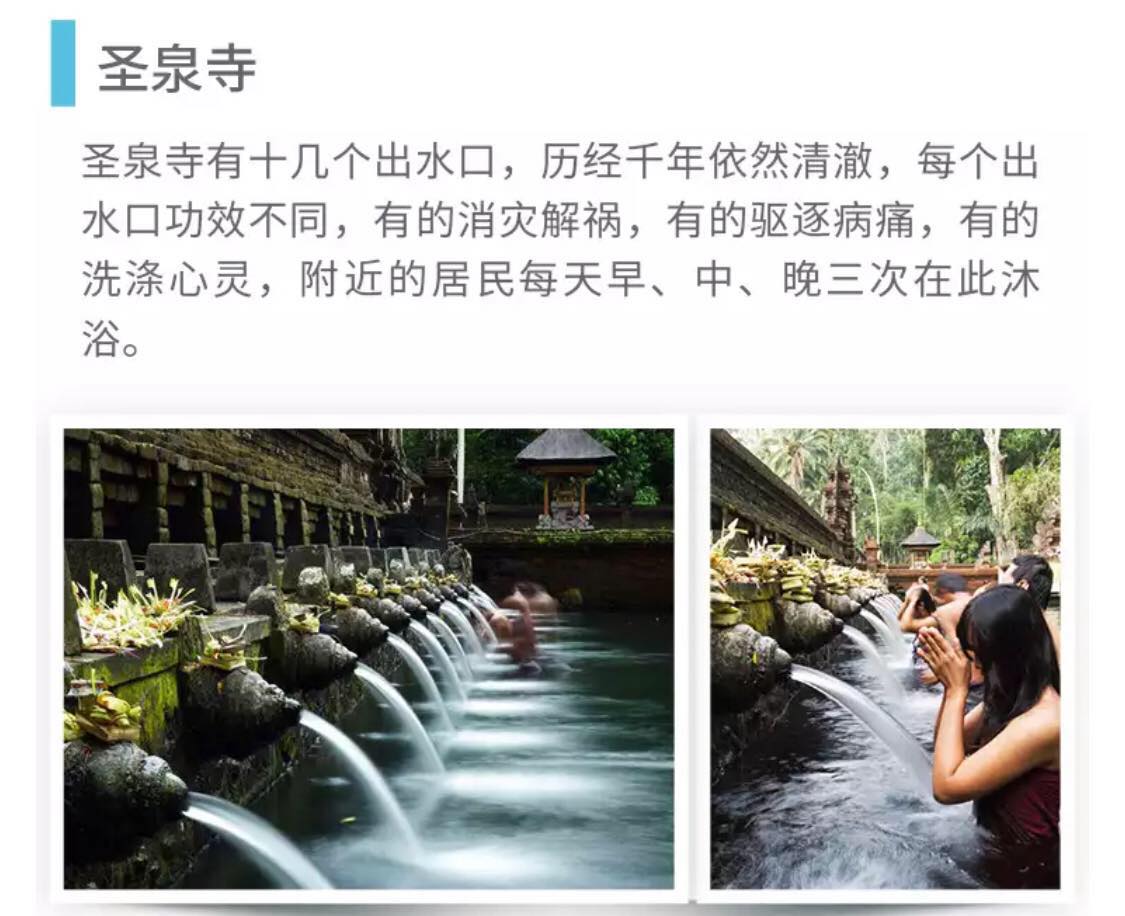 圣泉寺
圣泉寺有十几个出水口，历经千年依然清澈，每个出
水口功效不同，有的消灾解祸，有的驱逐病痛，有的
洗涤心灵，附近的居民每天早、中、晚三次在此沐
浴。